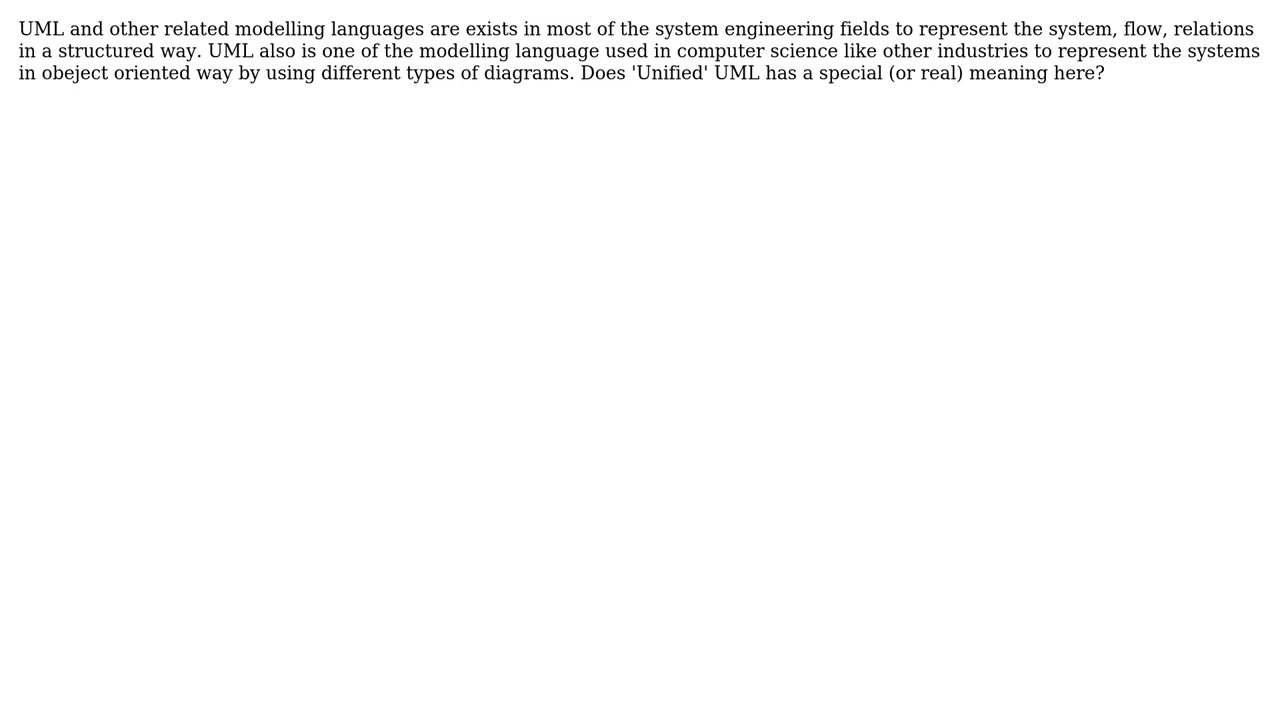 UML and other related modelling languages are exists in most of the system engineering fields to represent the system, flow, relations
in a structured way. UML also is one of the modelling language used in computer science like other industries to represent the systems
in obeject oriented way by using different types of diagrams. Does 'Unified' UML has a special (or real) meaning here?